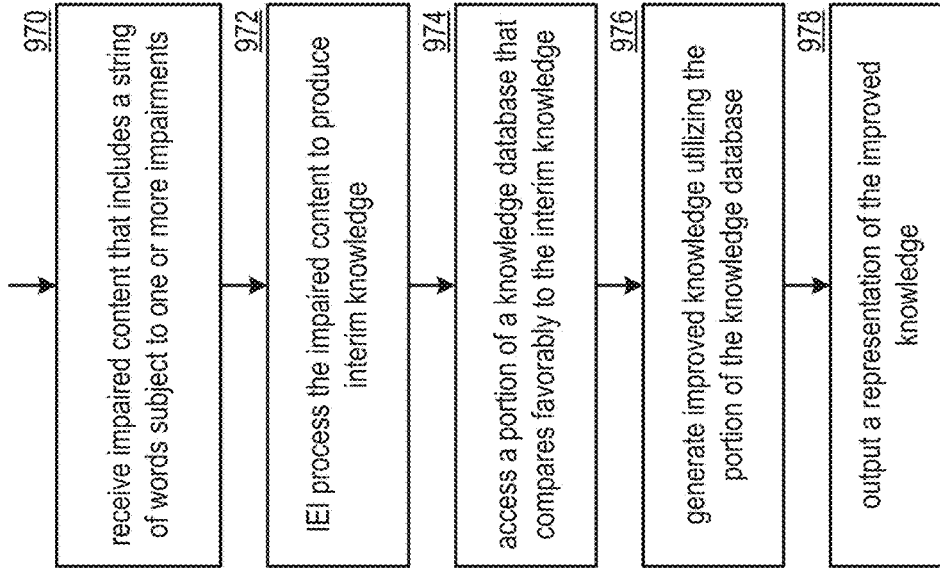 970
receive impaired content that includes a string
of words subject to one or more impairments
972
IEI process the impaired content to produce
interim knowledge
974
access a portion of a knowledge database that
compares favorably to the interim knowledge
976
generate improved knowledge utilizing the
portion of the knowledge database
978
output a representation of the improved
knowledge